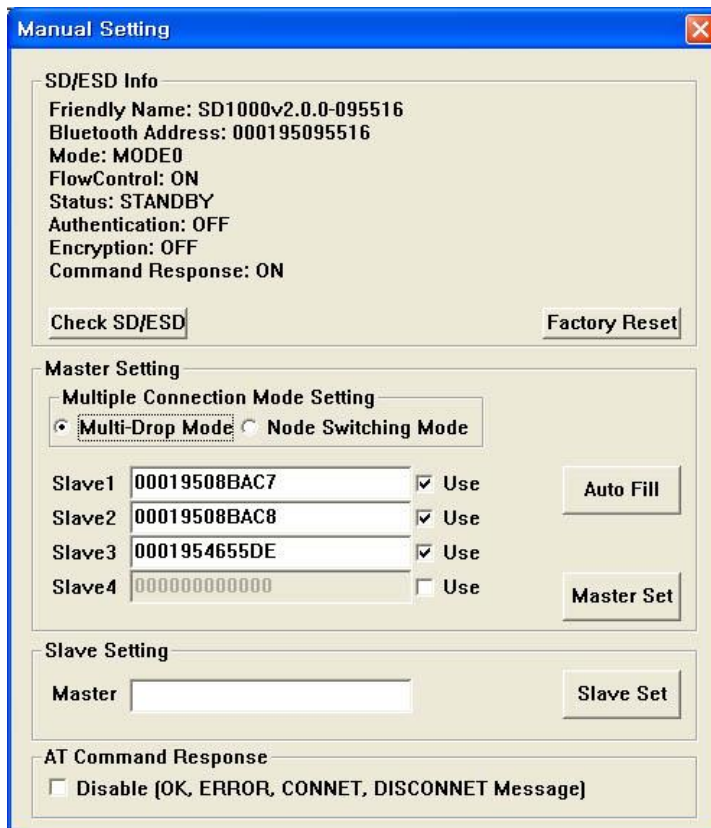 Manual Setting
SD/ESD Info
Friendly Name: SD1000v2.0.0-095516
Bluetooth Address: 000195095516
Mode: MODE0
FlowControl: ON
Status: STANDBY
Authentication: OFF
Encryption: OFF
Command Response: ON
Check SD/ESD Factory Reset
Master Setting
Multiple Connection Mode Setting
Multi-Drop Mode Node Switching Mode
Slave1 00019508BAC7 Use Auto Fill
Slave2 00019508BAC8 Use
Slave3 0001954655DE Use
Slave4 000000000000 Use Master Set
Slave Setting
Master Slave Set
AT Command Response
Disable (OK, ERROR, CONNET, DISCONNET Message)